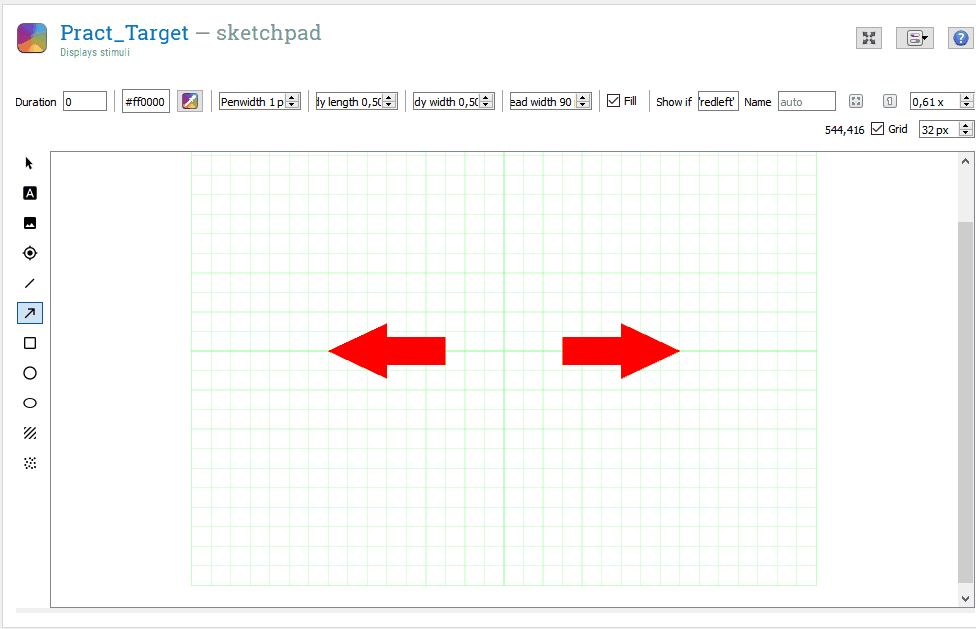 Pract_Target — sketchpad
Displays stimuli
Duration 0 #ff0000 Penwidth 1 p dy length 0,50 dy width 0,50 ead width 90 Fill Show if 'redleft' Name auto 0,61 x
544,416 Grid 32 px
A